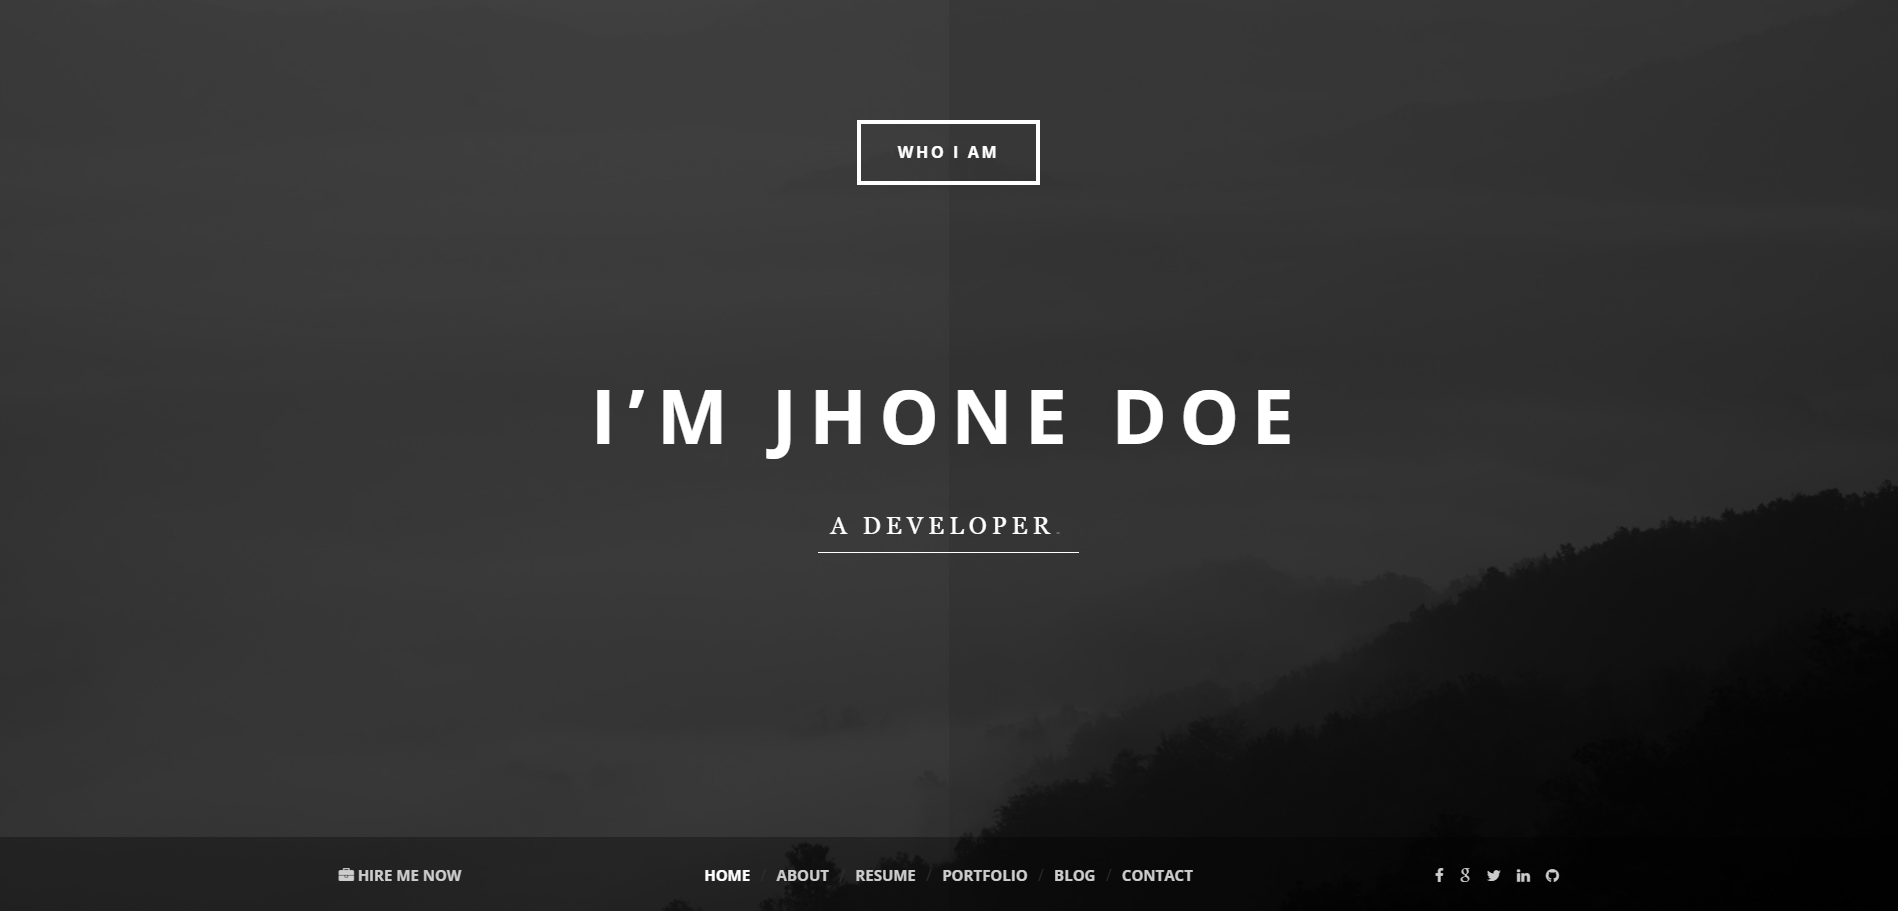 WHO I AM
I’M JHONE DOE
A DEVELOPER
HIRE ME NOW
HOME / ABOUT / RESUME / PORTFOLIO / BLOG / CONTACT